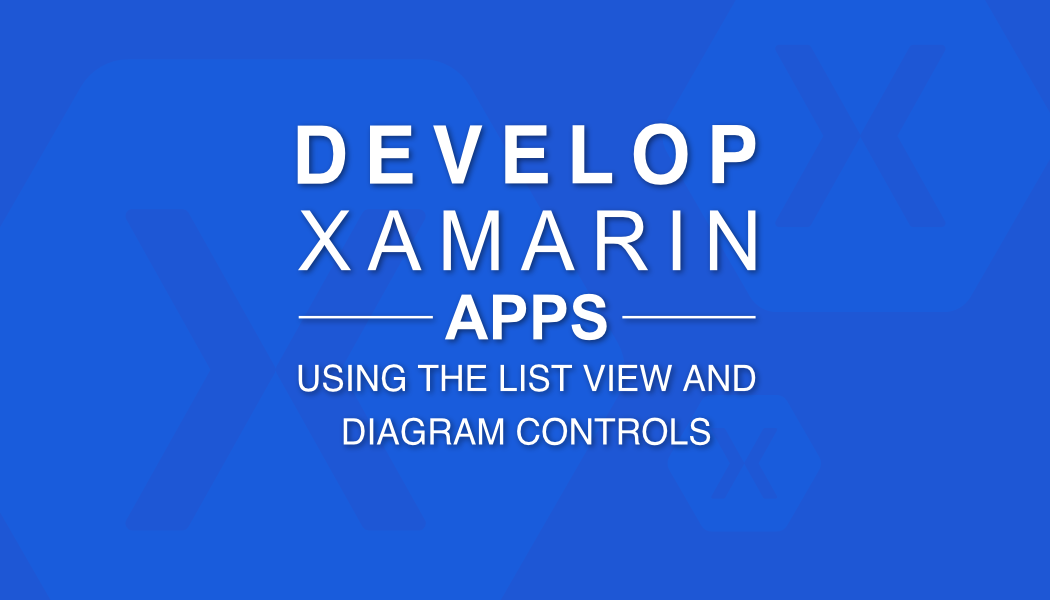 DEVELOP
XAMARIN
APPS
USING THE LIST VIEW AND
DIAGRAM CONTROLS